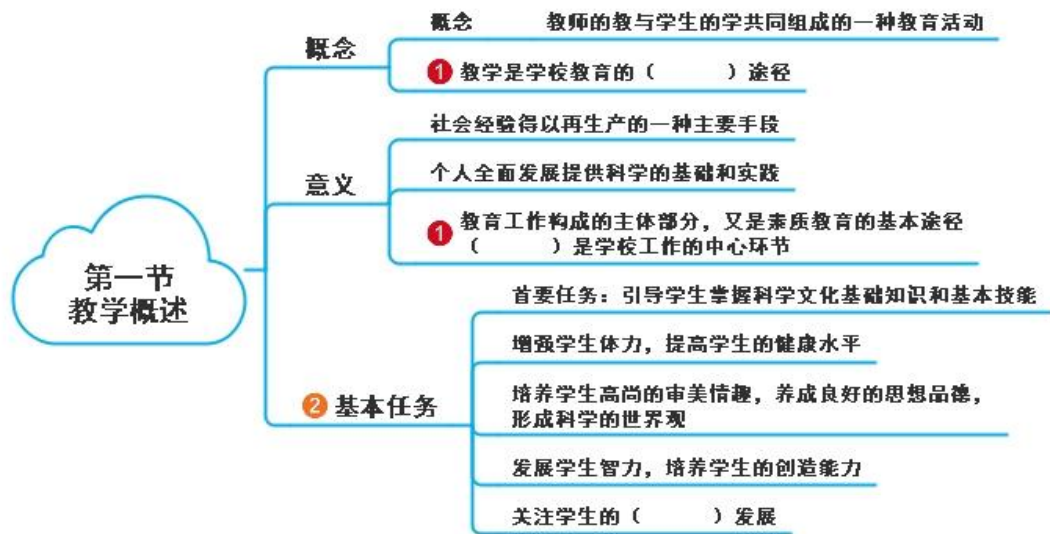 第一节
教学概述
概念
概念 教师的教与学生的学共同组成的一种教育活动
1 教学是学校教育的（ ）途径
意义
社会经验得以再生产的一种主要手段
个人全面发展提供科学的基础和实践
1 教育工作构成的主体部分，又是素质教育的基本途径
（ ）是学校工作的中心环节
2 基本任务
首要任务：引导学生掌握科学文化基础知识和基本技能
增强学生体力，提高学生的健康水平
培养学生高尚的审美情趣，养成良好的思想品德，
形成科学的世界观
发展学生智力，培养学生的创造能力
关注学生的（ ）发展